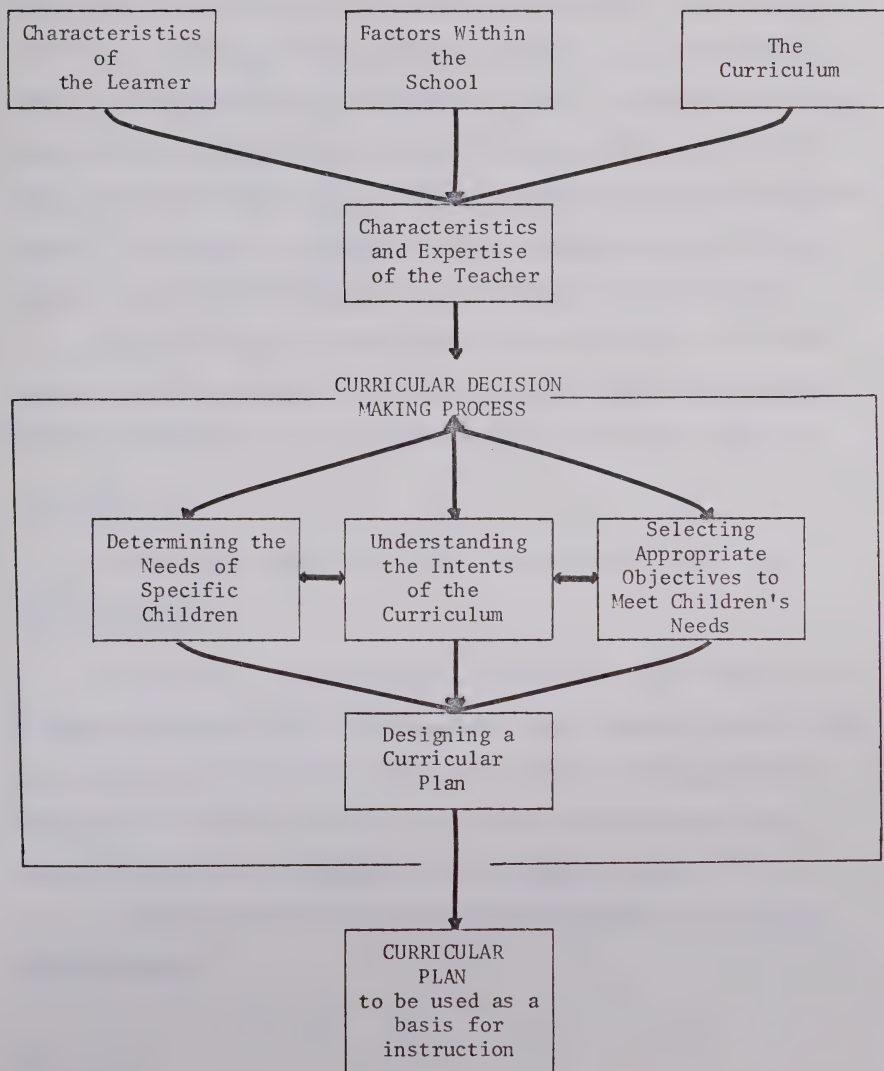 Characteristics
of
the Learner
Factors Within
the
School
The
Curriculum
Characteristics
and Expertise
of the Teacher
CURRICULAR DECISION
MAKING PROCESS
Determining the
Needs of
Specific
Children
Understanding
the Intents
of the
Curriculum
Selecting
Appropriate
Objectives to
Meet Children's
Needs
Designing a
Curricular
Plan
CURRICULAR
PLAN
to be used as a
basis for
instruction